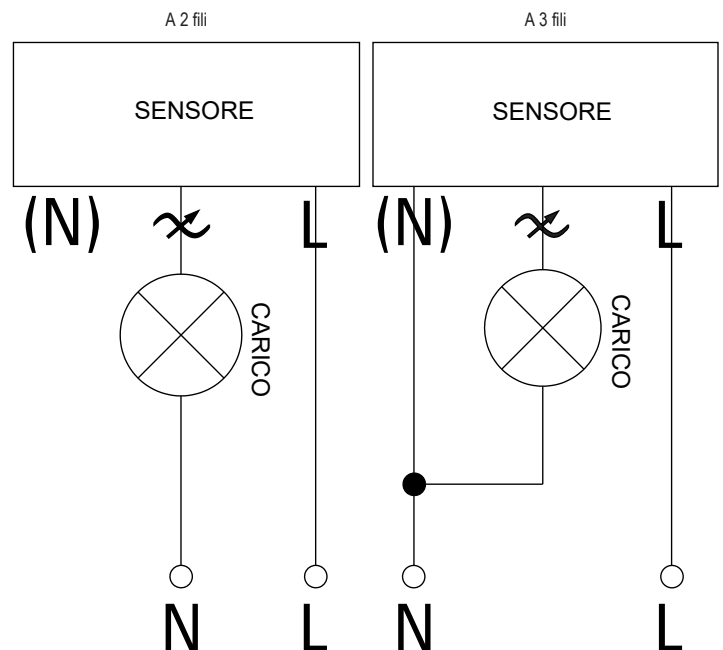 A 2 fili
A 3 fili
SENSORE
SENSORE
(N) L
(N) L
CARICO
CARICO
N L
N L